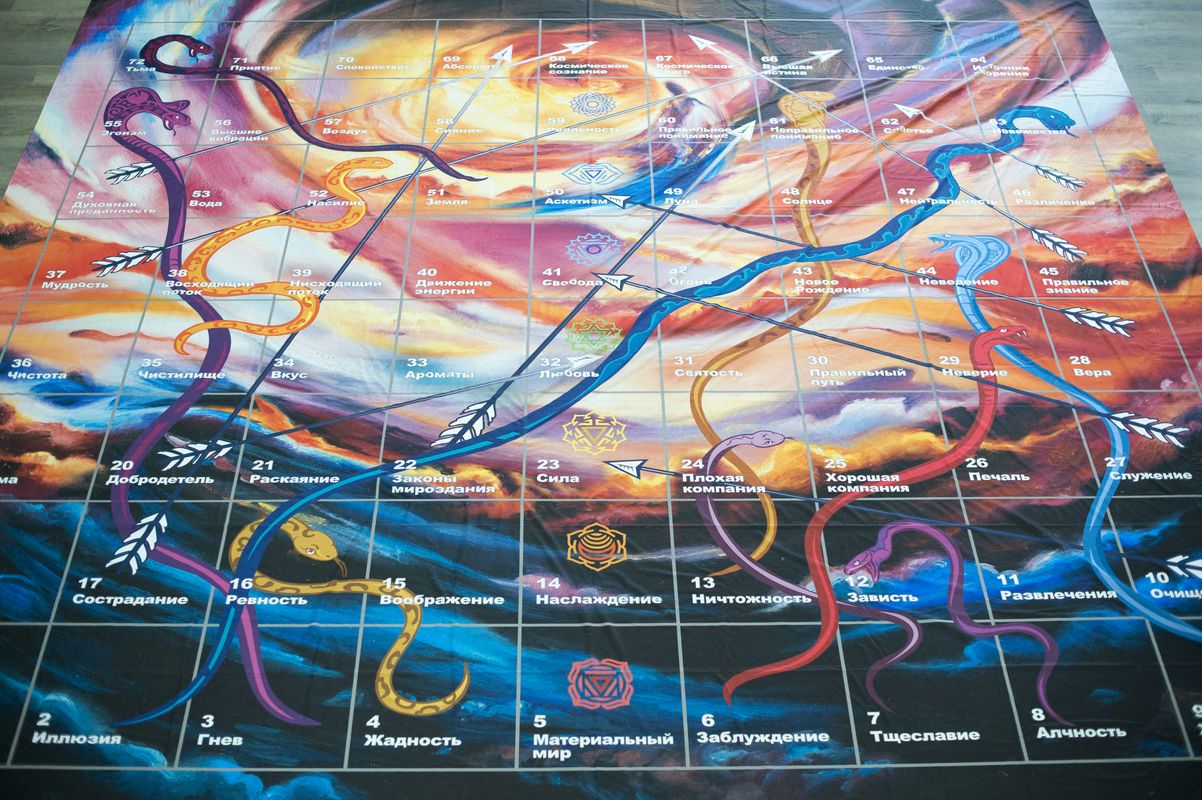 72
Тьма
71
Приятие
70
Спокойствие
69
Абсолют
68
Космическое
сознание
67
Космическое
благо
66
Высшая
истина
65
64
55
Эгоизм
56
Высшие
вибрации
57
Воздух
58
Сияние
59
Реальность
60
Правильное
понимание
61
Неправильное
понимание
62
63
Невежество
54
Духовная
преданность
53
Вода
52
Насилие
51
Земля
50
Аскетизм
49
Луна
48
Солнце
47
Нейтральность
46
Различение
37
Мудрость
38
Восходящий
поток
39
Нисходящий
поток
40
Движение
энергии
41
Свобода
42
Огонь
43
Новое
Рождение
44
Неведение
45
Правильное
знание
36
Чистота
35
Чистилище
34
Вкус
33
Ароматы
32
Любовь
31
Святость
30
Правильный
путь
29
Неверие
28
Вера
ма
20
Добродетель
21
Раскаяние
22
Законы
мироздания
23
Сила
24
Плохая
компания
25
Хорошая
компания
26
Печаль
27
Служение
17
Сострадание
16
Ревность
15
Воображение
14
Наслаждение
13
Ничтожность
12
Зависть
11
Развлечения
10
Очищ
2
Иллюзия
3
Гнев
4
Жадность
5
Материальный
мир
6
Заблуждение
7
Тщеславие
8
Алчность